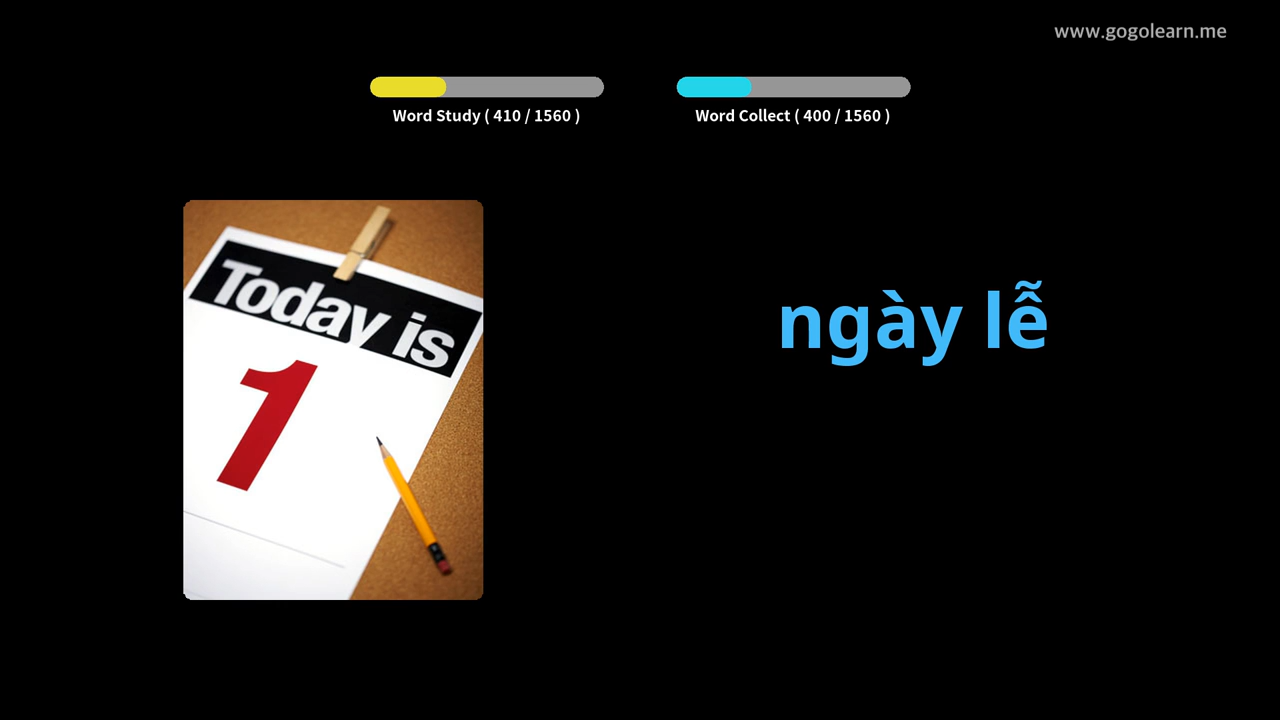 www.gogolearn.me
Word Study ( 410 / 1560 )
Word Collect ( 400 / 1560 )
Today is
1
ngày lễ